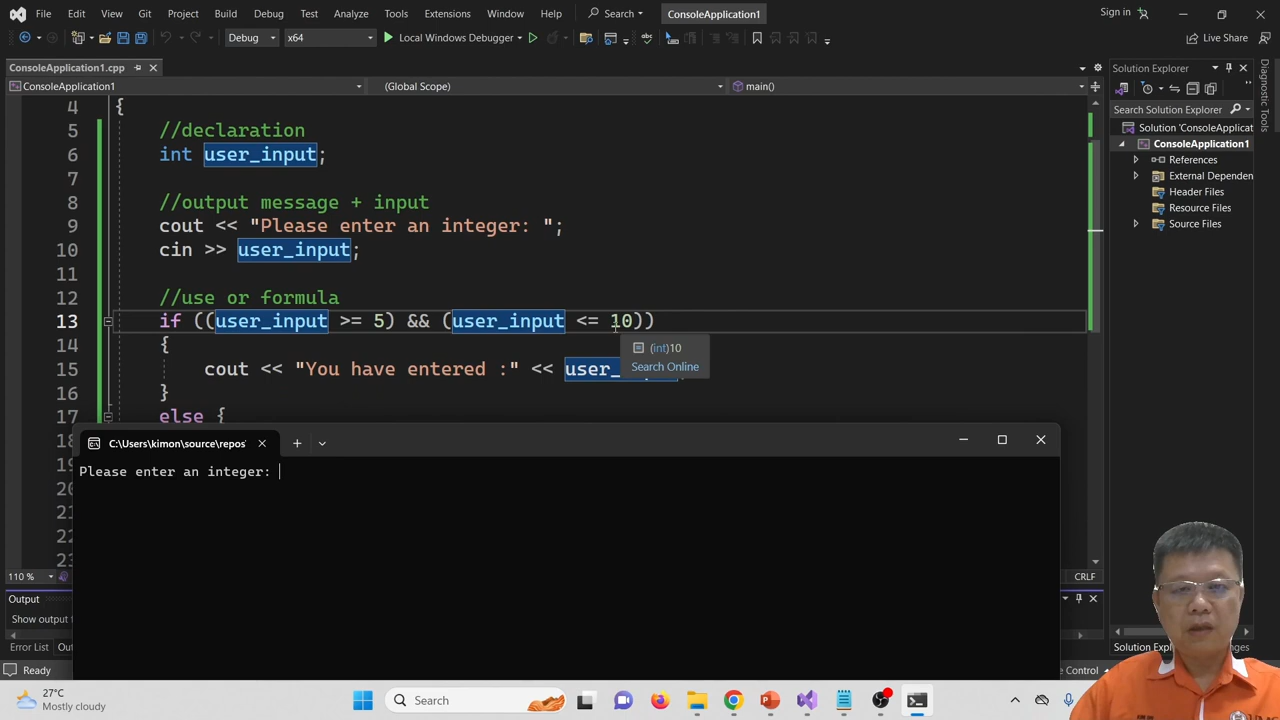 File Edit View Git Project Build Debug Test Analyze Tools Extensions Window Help Search ConsoleApplication1 Sign in
Debug x64 Local Windows Debugger Live Share
ConsoleApplication1.cpp
ConsoleApplication1 (Global Scope) main()
Solution Explorer
Search Solution Explorer
Solution 'ConsoleApplicat
ConsoleApplication1
References
External Dependen
Header Files
Resource Files
Source Files
Diagnostic Tools
4 {
5 //declaration
6 int user_input;
7
8 //output message + input
9 cout << "Please enter an integer: ";
10 cin >> user_input;
11
12 //use or formula
13 if ((user_input >= 5) && (user_input <= 10))
14 {
(int)10
Search Online
15 cout << "You have entered :" << user_
16 }
17 else {
18
19
20
21
22
23
C:\Users\kimon\source\repos'
Please enter an integer:
110 % CRLF
Output
Show output f
Error List Out
Solution Explo
Ready
27°C
Mostly cloudy
Search